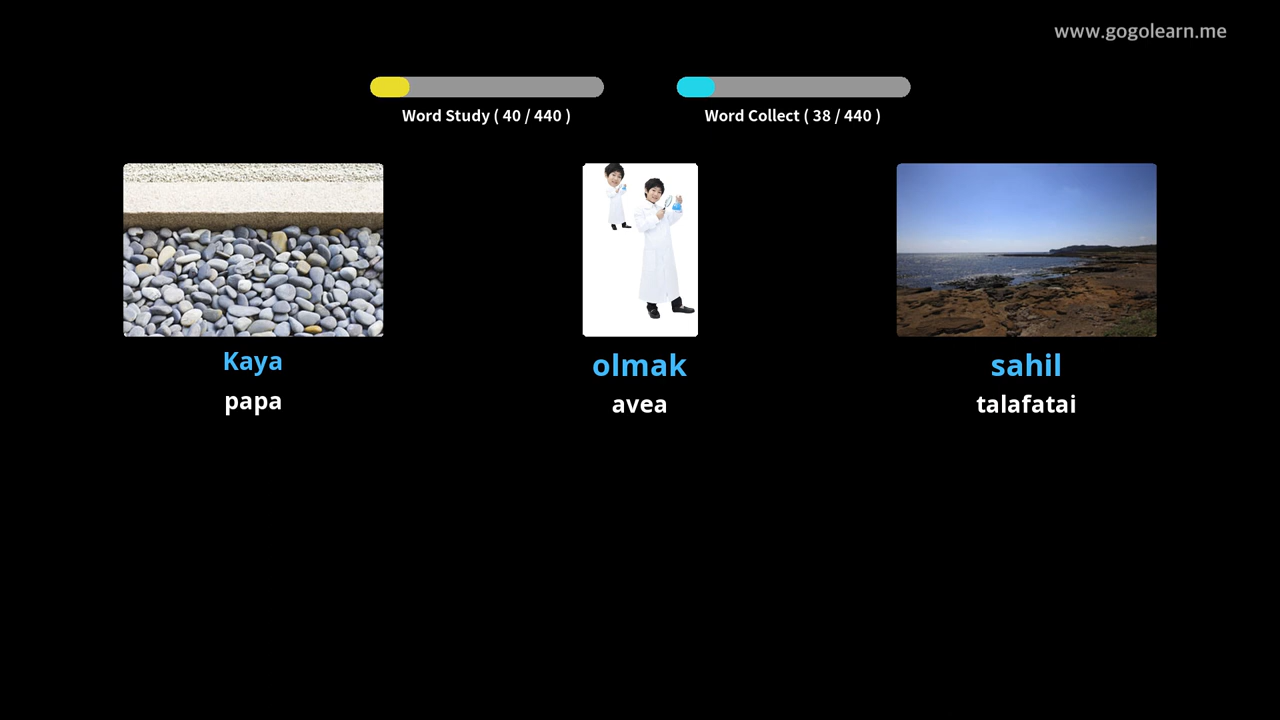 www.gogolearn.me
Word Study ( 40 / 440 )
Word Collect ( 38 / 440 )
Kaya
papa
olmak
avea
sahil
talafatai